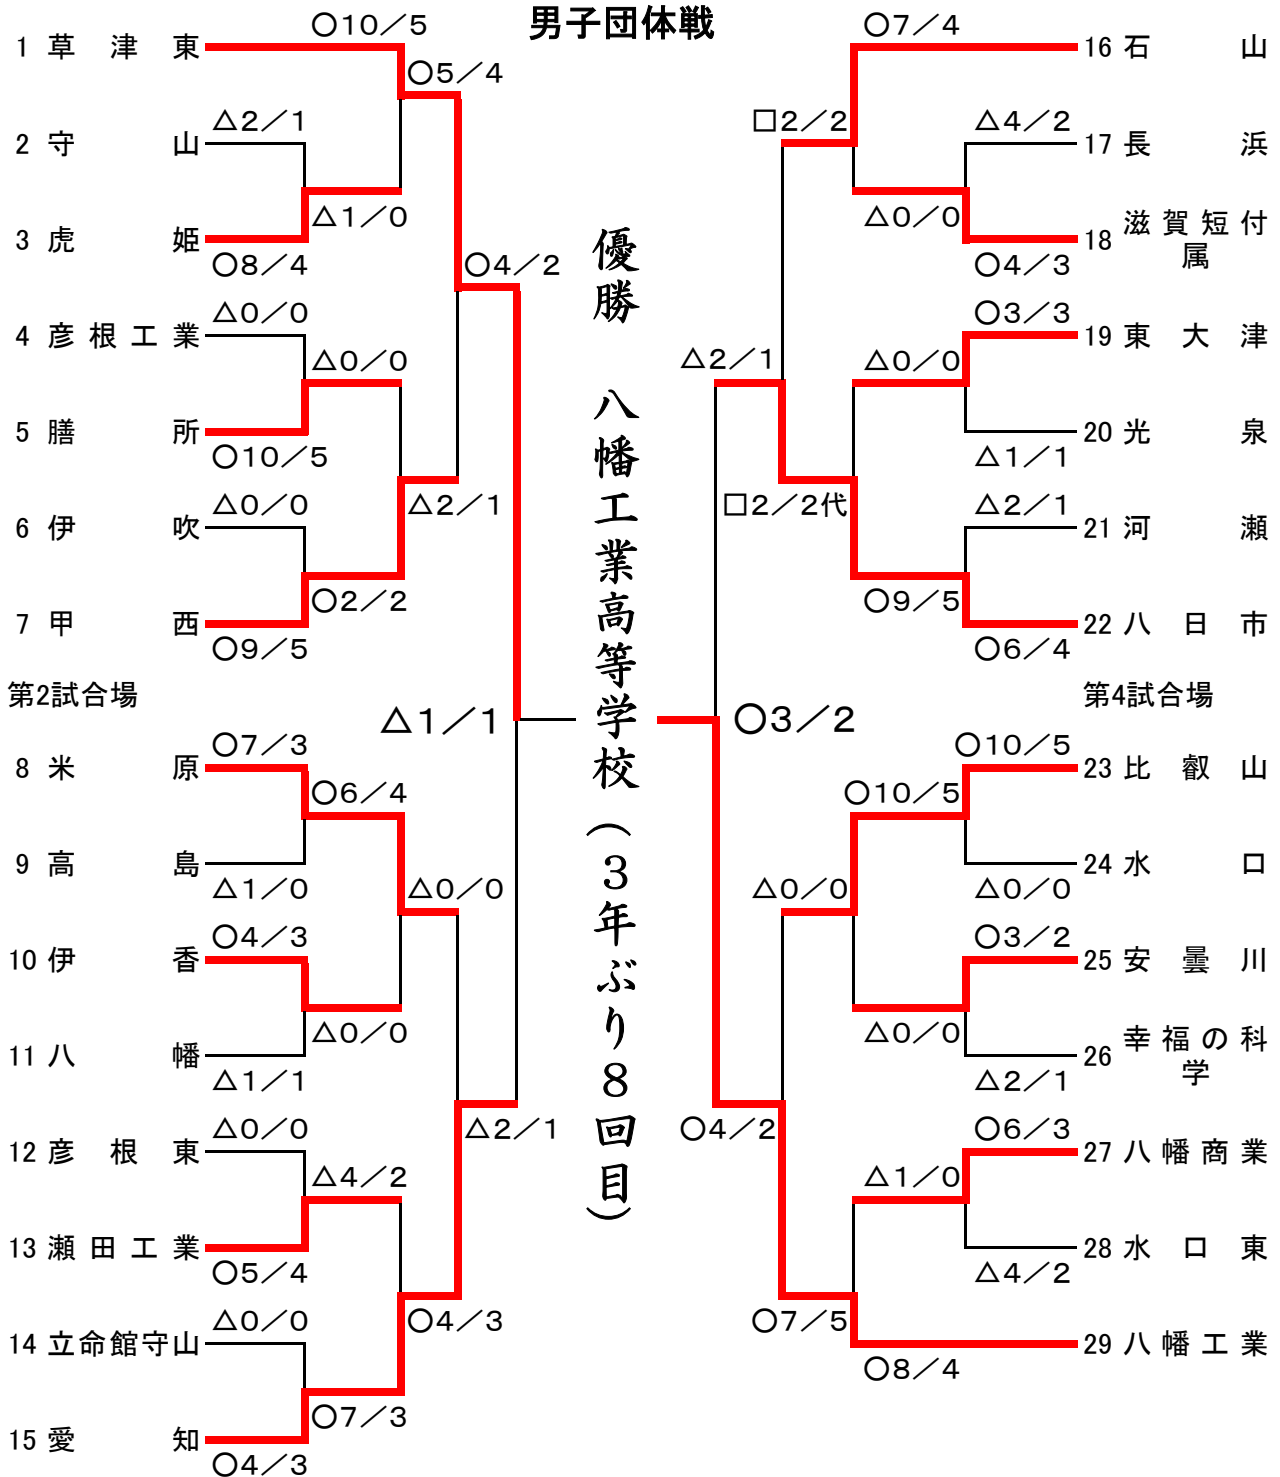 男子団体戦
1 草津東
○10／5
○5／4
2 守山
△2／1
3 虎姫
△1／0
○8／4
○4／2
4 彦根工業
△0／0
△0／0
5 膳所
○10／5
6 伊吹
△0／0
△2／1
7 甲西
○2／2
○9／5
第2試合場
△1／1
8 米原
○7／3
○6／4
9 高島
△1／0
△0／0
10 伊香
○4／3
△0／0
11 八幡
△1／1
12 彦根東
△0／0
△2／1
△4／2
13 瀬田工業
○5／4
14 立命館守山
△0／0
○4／3
15 愛知
○7／3
○4／3
優勝 八幡工業高等学校（3年ぶり8回目）
○7／4
16 石山
□2／2
△4／2
17 長浜
△0／0
18 滋賀短付属
○4／3
○3／3
19 東大津
△2／1
△0／0
20 光泉
△1／1
□2／2代
△2／1
21 河瀬
○9／5
22 八日市
○6／4
第4試合場
○3／2
○10／5
23 比叡山
○10／5
24 水口
△0／0
△0／0
○3／2
25 安曇川
△0／0
26 幸福の科学
△2／1
○4／2
○6／3
27 八幡商業
△1／0
28 水口東
△4／2
○7／5
29 八幡工業
○8／4